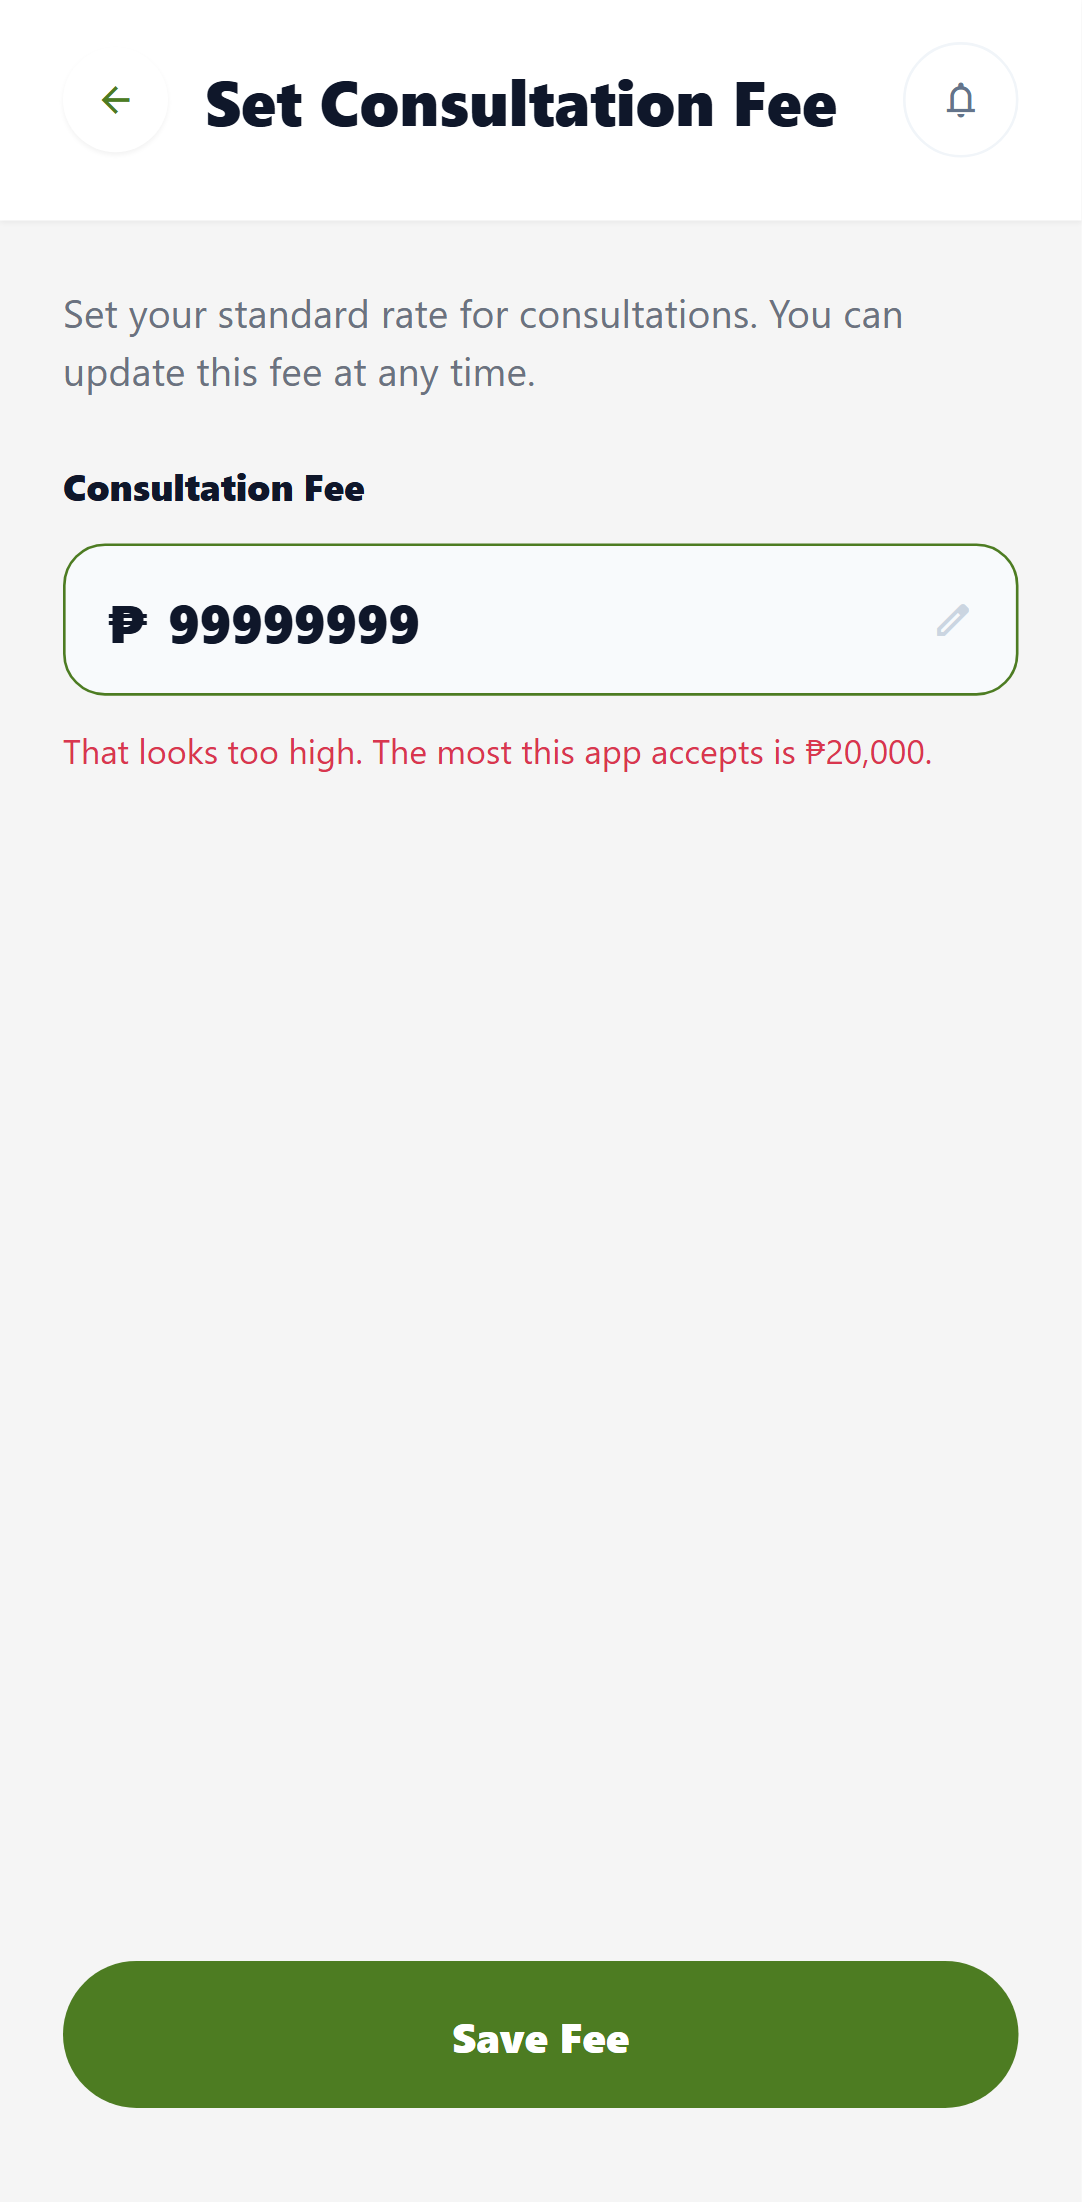 Set Consultation Fee
Set your standard rate for consultations. You can
update this fee at any time.
Consultation Fee
₱ 99999999
That looks too high. The most this app accepts is ₱20,000.
Save Fee